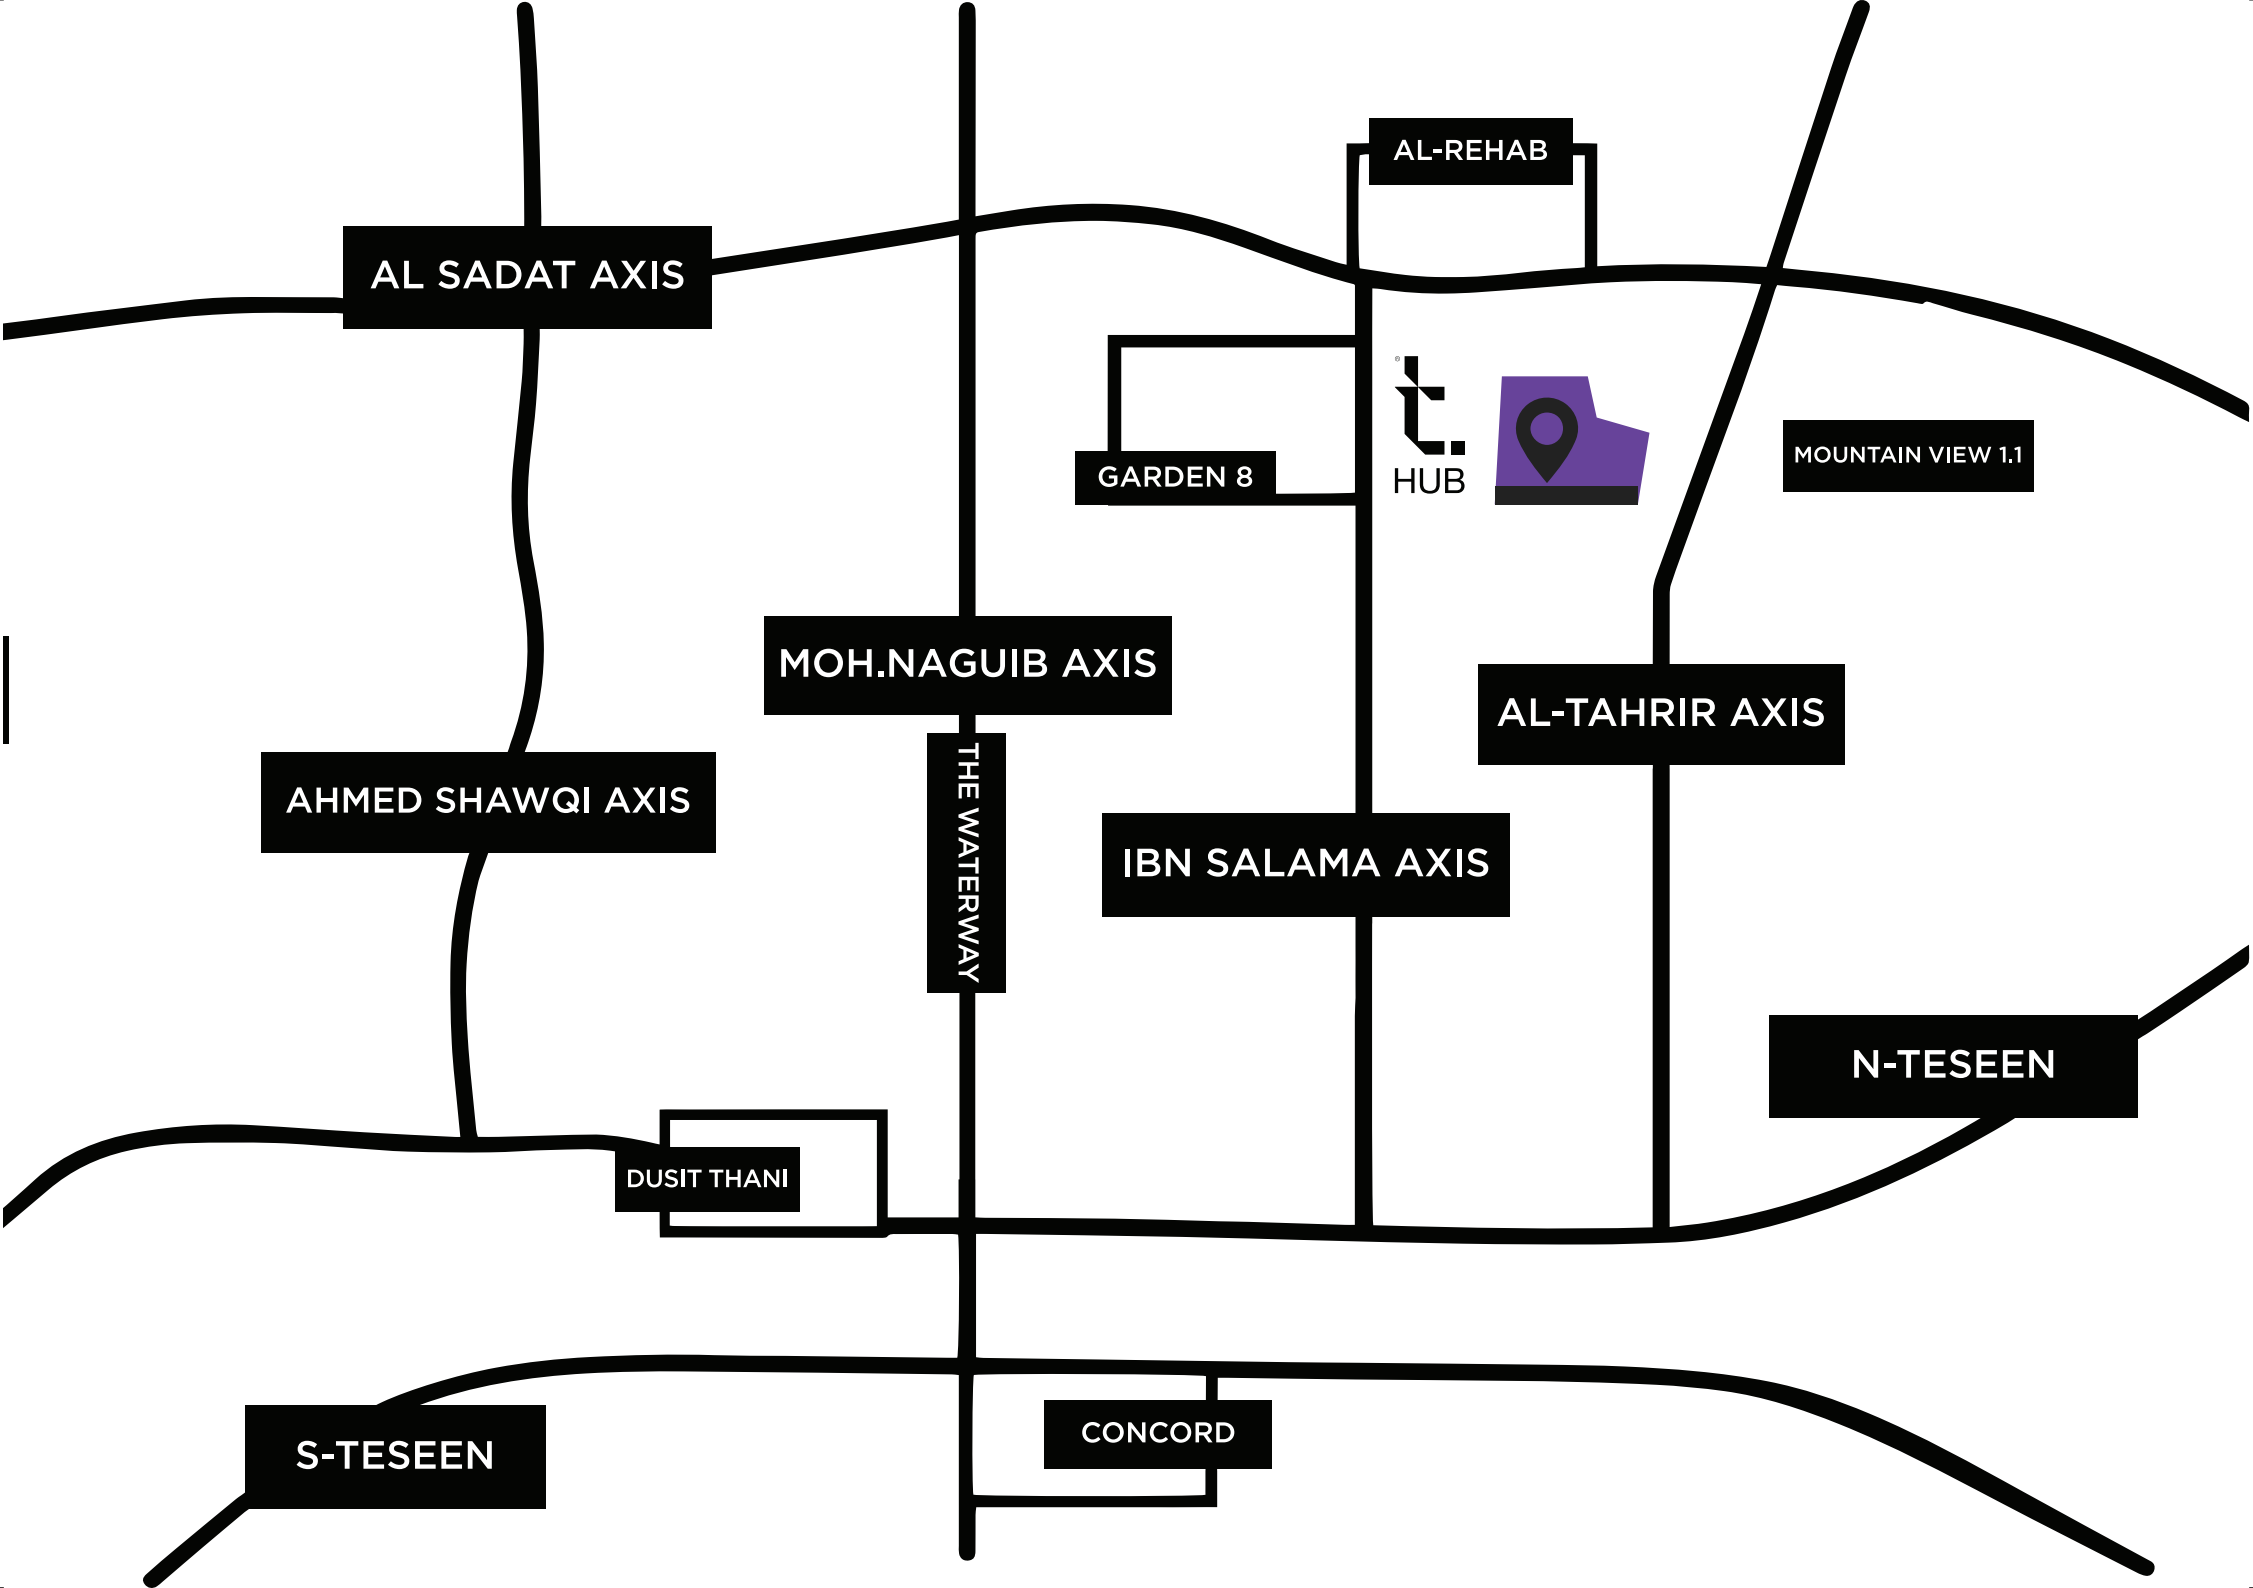 AL-REHAB
AL SADAT AXIS
®
t.
HUB
GARDEN 8
MOUNTAIN VIEW 1.1
MOH.NAGUIB AXIS
AL-TAHRIR AXIS
THE WATERWAY
AHMED SHAWQI AXIS
IBN SALAMA AXIS
N-TESEEN
DUSIT THANI
CONCORD
S-TESEEN